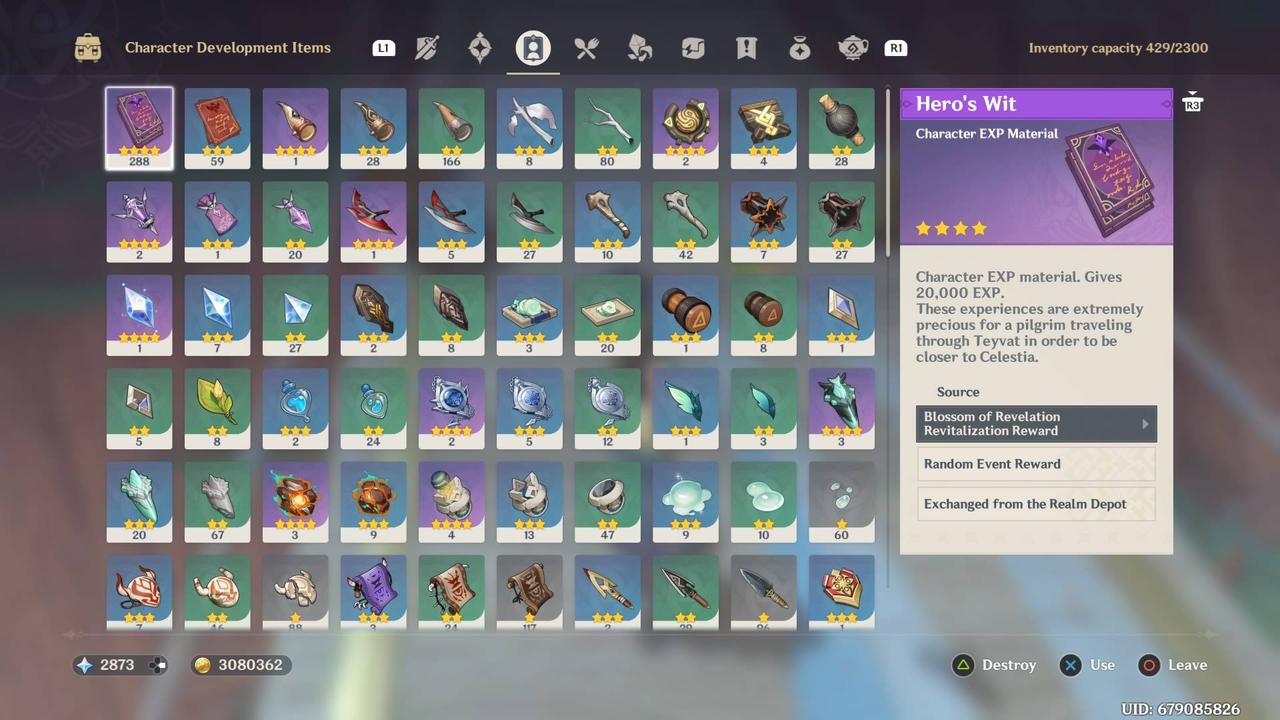 Character Development Items
L1
R1
Inventory capacity 429/2300
288
59
1
28
166
8
80
2
4
28
2
1
20
1
5
27
10
42
7
27
1
7
27
2
8
3
20
1
8
1
5
8
2
24
2
5
12
1
3
3
20
67
3
9
4
13
47
9
10
60
Hero's Wit
R3
Character EXP Material
Character EXP material. Gives
20,000 EXP.
These experiences are extremely
precious for a pilgrim traveling
through Teyvat in order to be
closer to Celestia.
Source
Blossom of Revelation
Revitalization Reward
Random Event Reward
Exchanged from the Realm Depot
2873
3080362
Destroy
Use
Leave
UID: 679085826